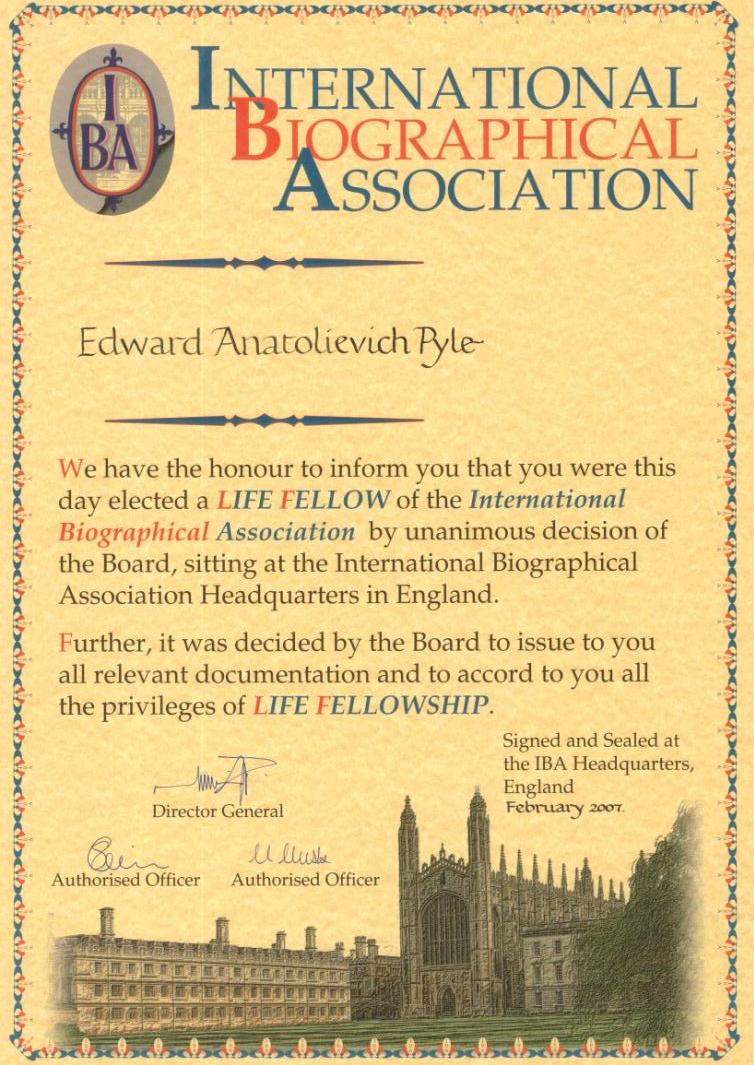 IBA
INTERNATIONAL
BIOGRAPHICAL
ASSOCIATION
Edward Anatolievich Pyle
We have the honour to inform you that you were this
day elected a LIFE FELLOW of the International
Biographical Association by unanimous decision of
the Board, sitting at the International Biographical
Association Headquarters in England.
Further, it was decided by the Board to issue to you
all relevant documentation and to accord to you all
the privileges of LIFE FELLOWSHIP.
Signed and Sealed at
the IBA Headquarters,
England
February 2007.
Director General
Authorised Officer Authorised Officer